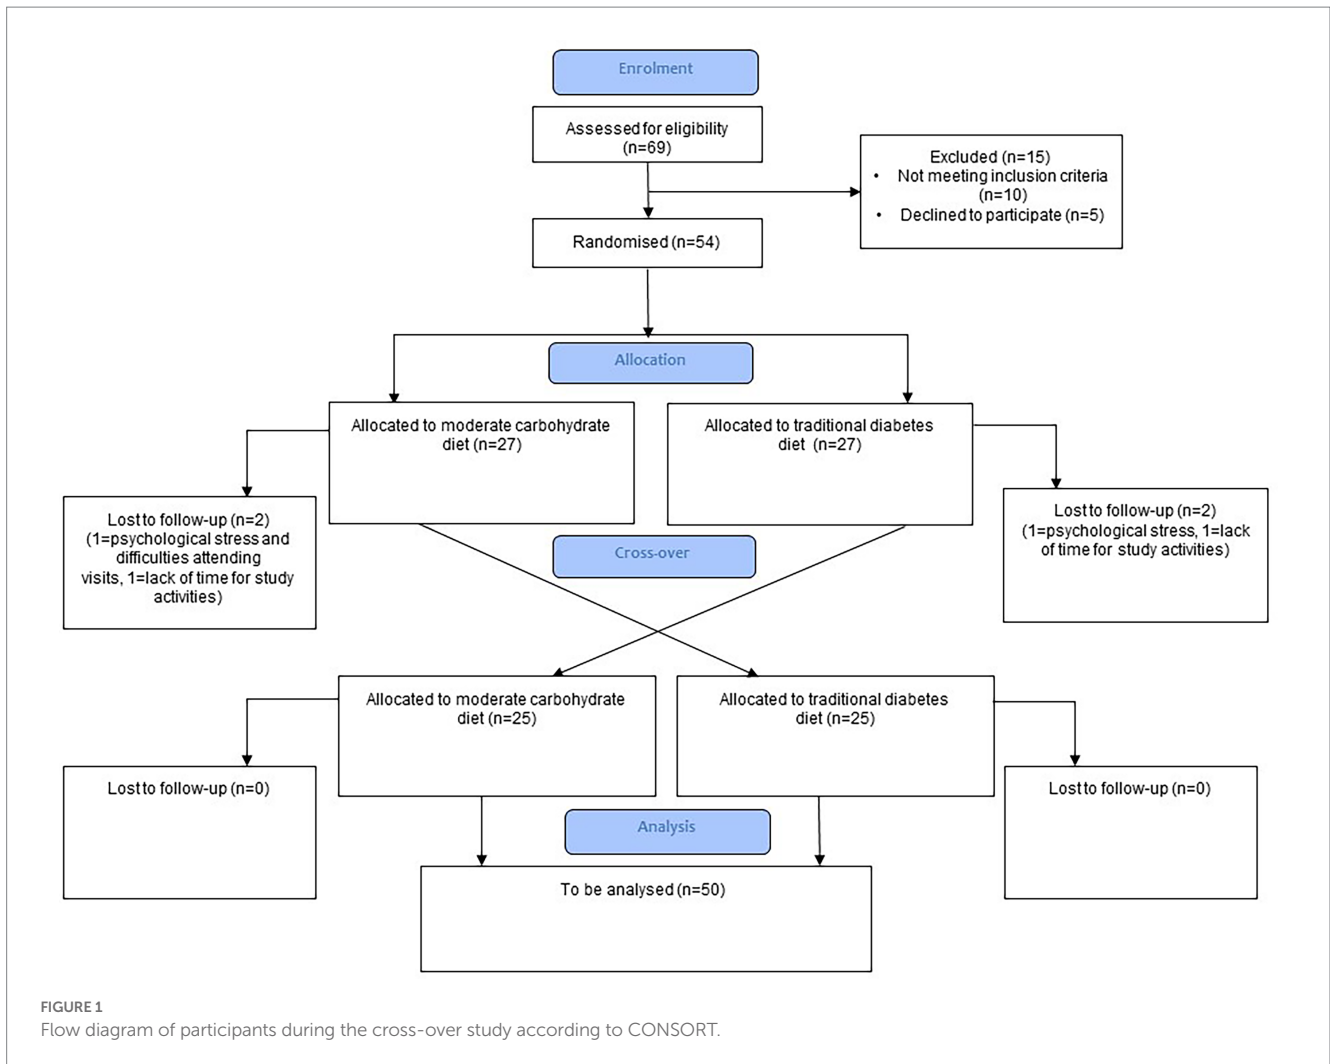 Enrolment
Assessed for eligibility
(n=69)
Excluded (n=15)
• Not meeting inclusion criteria
(n=10)
• Declined to participate (n=5)
Randomised (n=54)
Allocation
Allocated to moderate carbohydrate
diet (n=27)
Allocated to traditional diabetes
diet (n=27)
Lost to follow-up (n=2)
(1=psychological stress and
difficulties attending
visits, 1=lack of time for study
activities)
Lost to follow-up (n=2)
(1=psychological stress, 1=lack
of time for study activities)
Cross-over
Allocated to moderate carbohydrate
diet (n=25)
Allocated to traditional diabetes
diet (n=25)
Lost to follow-up (n=0)
Lost to follow-up (n=0)
Analysis
To be analysed (n=50)
FIGURE 1
Flow diagram of participants during the cross-over study according to CONSORT.